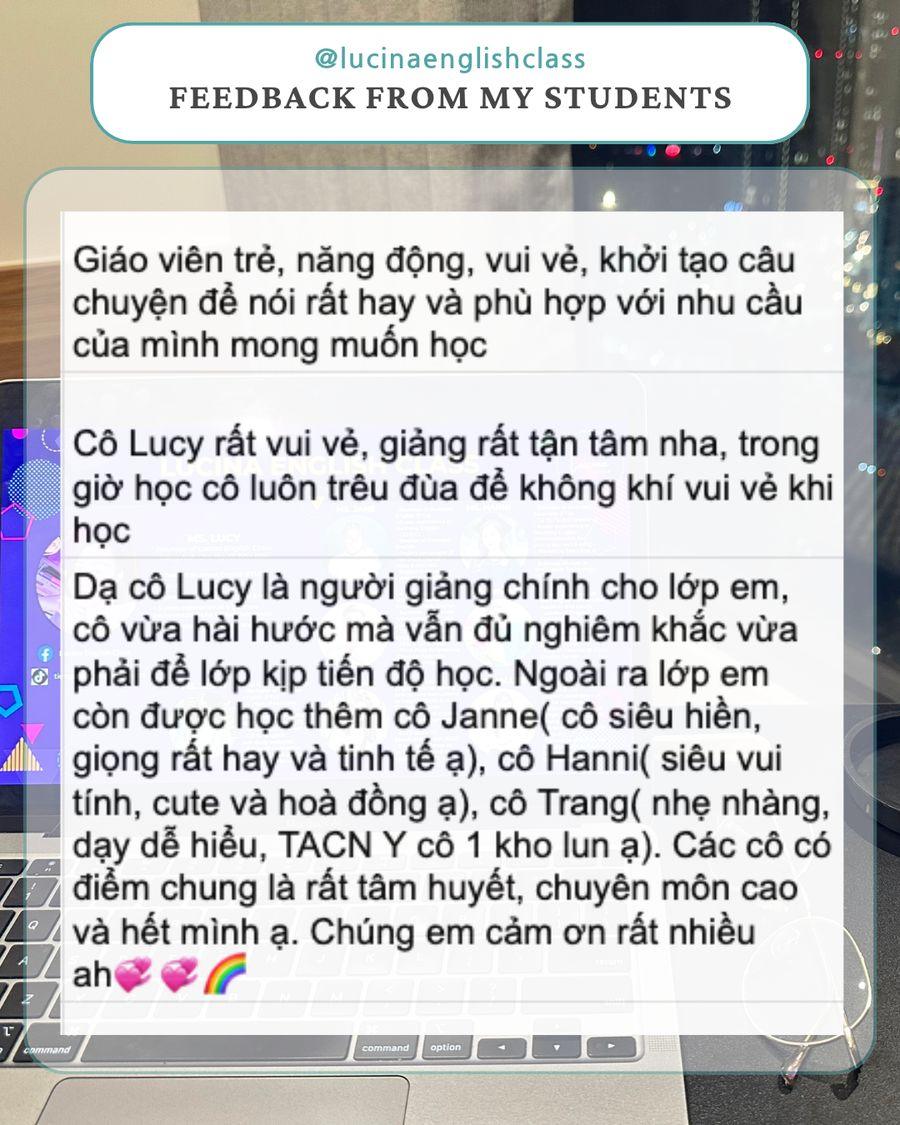 @lucinaenglishclass
FEEDBACK FROM MY STUDENTS
Giáo viên trẻ, năng động, vui vẻ, khởi tạo câu
chuyện để nói rất hay và phù hợp với nhu cầu
của mình mong muốn học
Cô Lucy rất vui vẻ, giảng rất tận tâm nha, trong
giờ học cô luôn trêu đùa để không khí vui vẻ khi
học
Dạ cô Lucy là người giảng chính cho lớp em,
cô vừa hài hước mà vẫn đủ nghiêm khắc vừa
phải để lớp kịp tiến độ học. Ngoài ra lớp em
còn được học thêm cô Janne( cô siêu hiền,
giọng rất hay và tinh tế ạ), cô Hanni( siêu vui
tính, cute và hoà đồng ạ), cô Trang( nhẹ nhàng,
dạy dễ hiểu, TACN Y cô 1 kho lun ạ). Các cô có
điểm chung là rất tâm huyết, chuyên môn cao
và hết mình ạ. Chúng em cảm ơn rất nhiều
ah💞 💞 🌈
LUCINA ENGLISH CLASS
MS. LUCY
Q
A
Z
command
command
option